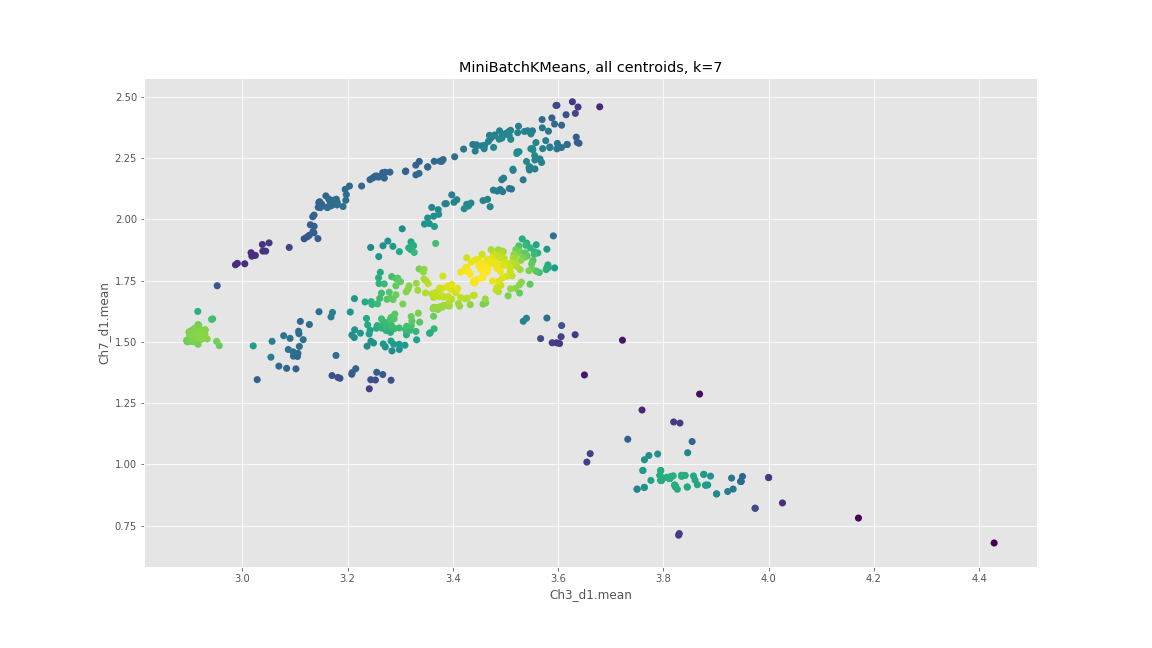 MiniBatchKMeans, all centroids, k=7
2.50
2.25
2.00
1.75
1.50
1.25
1.00
0.75
Ch7_d1.mean
3.0 3.2 3.4 3.6 3.8 4.0 4.2 4.4
Ch3_d1.mean